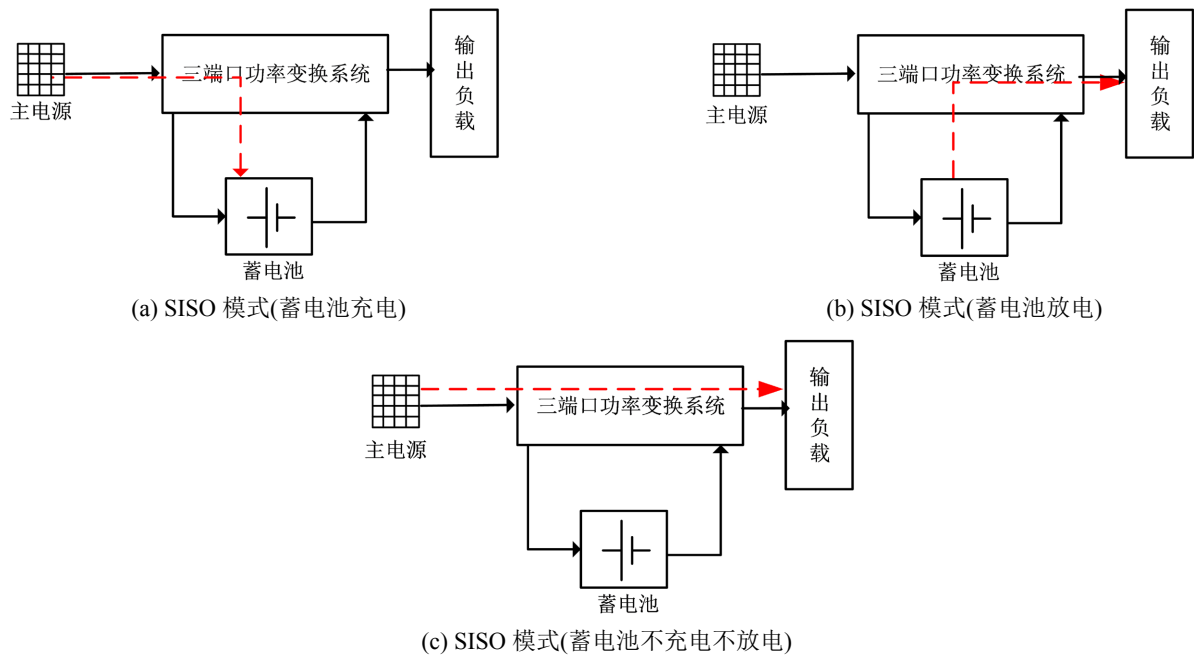 主电源
三端口功率变换系统
输出负载
蓄电池
(a) SISO 模式(蓄电池充电)
主电源
三端口功率变换系统
输出负载
蓄电池
(b) SISO 模式(蓄电池放电)
主电源
三端口功率变换系统
输出负载
蓄电池
(c) SISO 模式(蓄电池不充电不放电)